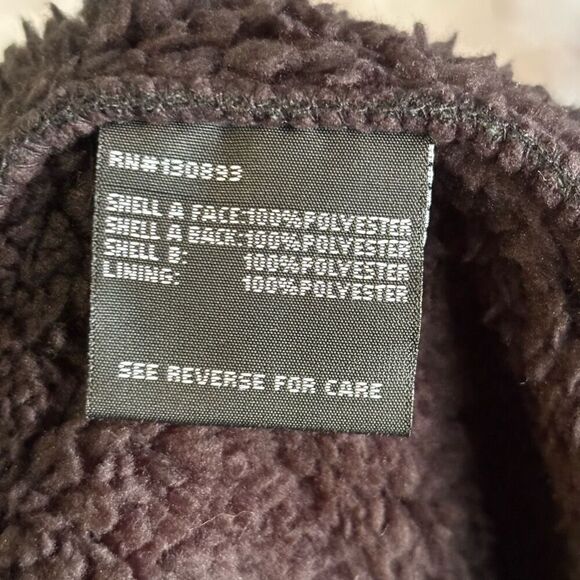 RN#130893
SHELL A FACE:100%POLYESTER
SHELL A BACK:100%POLYESTER
SHELL B: 100%POLYESTER
LINING: 100%POLYESTER
SEE REVERSE FOR CARE